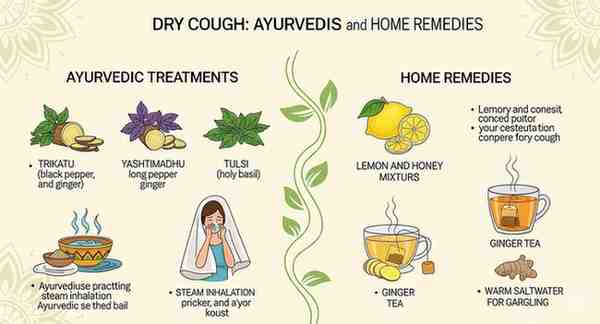 DRY COUGH: AYURVEDIS and HOME REMEDIES
AYURVEDIC TREATMENTS
• TRIKATU
(black pepper,
and ginger)
YASHTIMADHU
long pepper
ginger
TULSI
(holy basil)
• Ayurvediuse practting
steam inhalation
Ayurvedic se thed bail
• STEAM INHALATION
pricker, and a'yor
koust
HOME REMEDIES
LEMON AND HONEY
MIXTURS
• Lemory and conesit
conced puitor
• your cesteutation
conpere fory cough
• GINGER
TEA
GINGER TEA
• WARM SALTWATER
FOR GARGLING